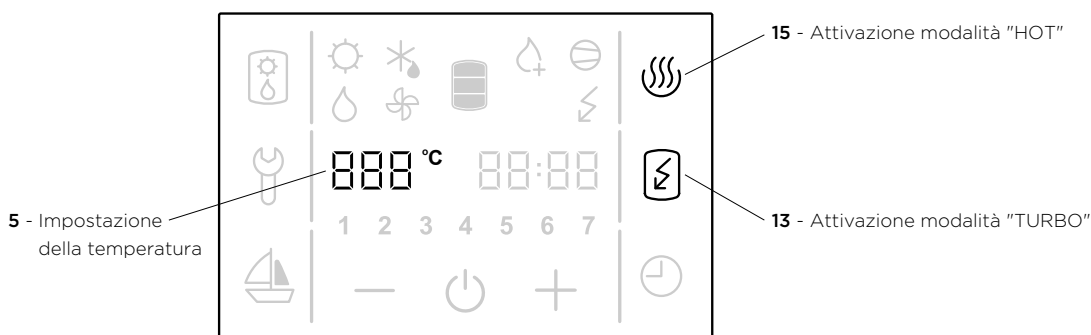 15 - Attivazione modalità "HOT"
888 °C 88:88
5 - Impostazione
della temperatura
1 2 3 4 5 6 7
13 - Attivazione modalità "TURBO"